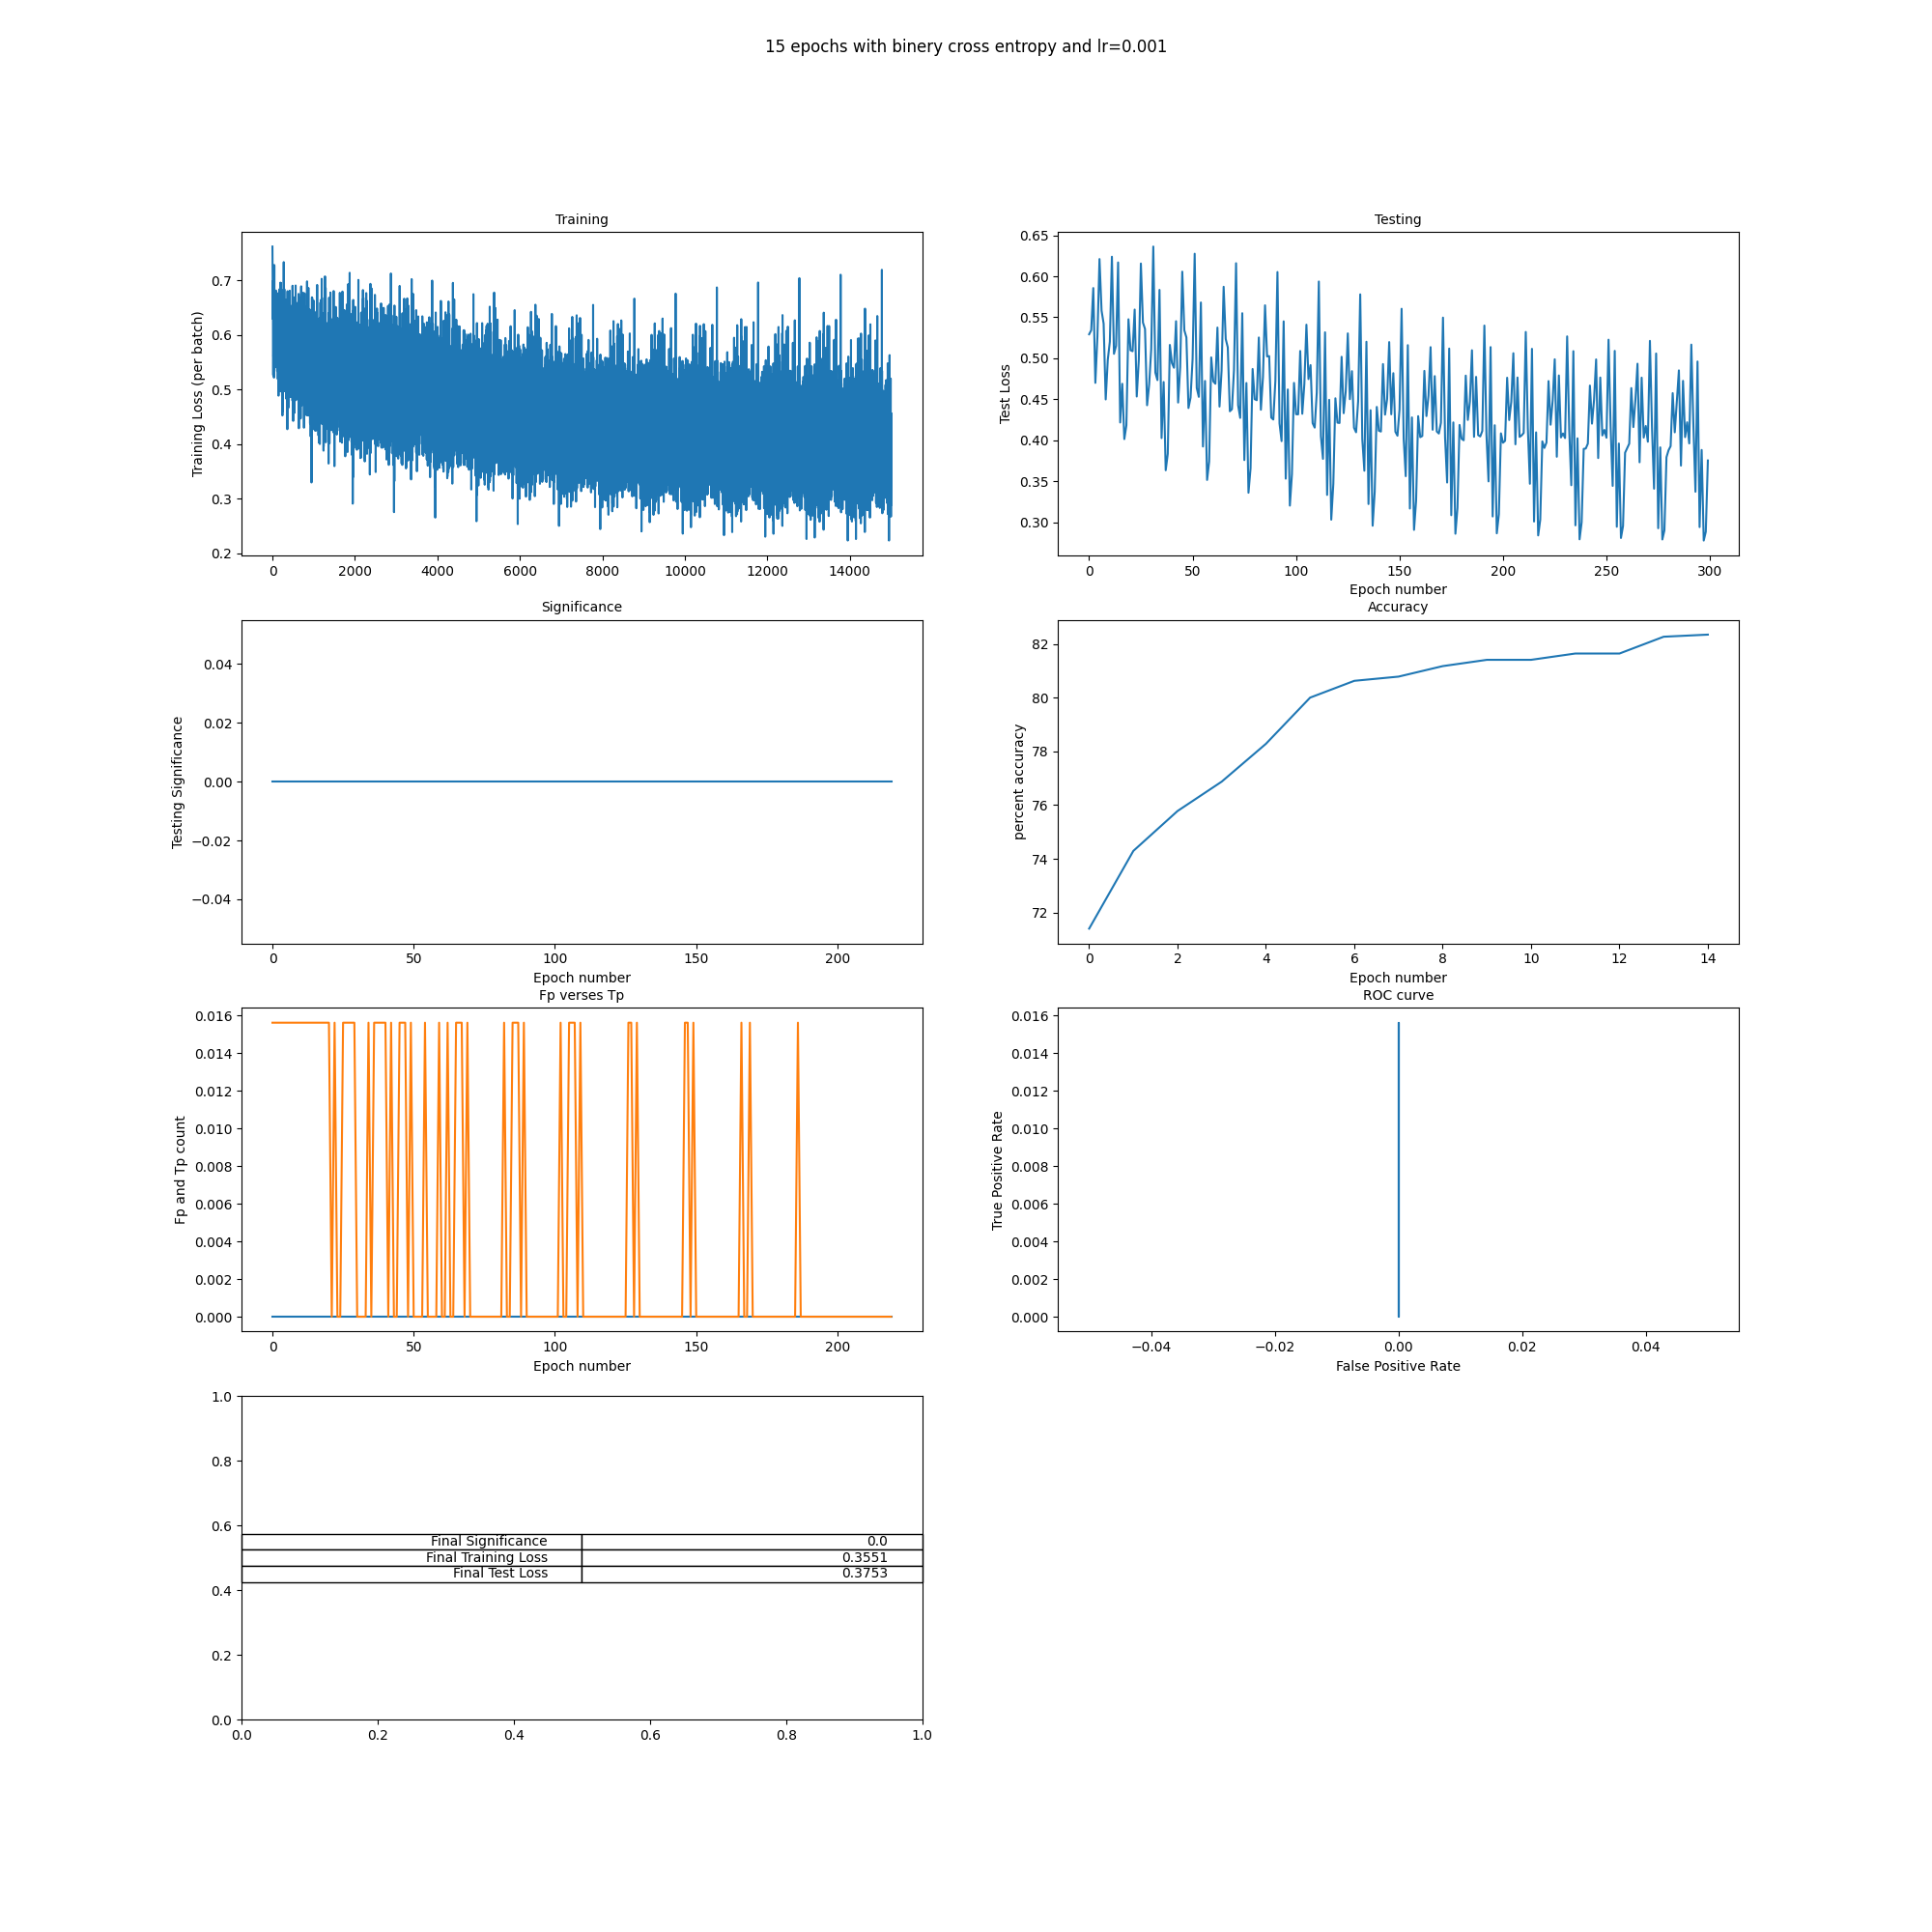 15 epochs with binery cross entropy and lr=0.001
Training
Training Loss (per batch)
0.7
0.6
0.5
0.4
0.3
0.2
0 2000 4000 6000 8000 10000 12000 14000
Testing
Test Loss
0.65
0.60
0.55
0.50
0.45
0.40
0.35
0.30
0 50 100 150 200 250 300
Epoch number
Significance
Testing Significance
0.04
0.02
0.00
−0.02
−0.04
0 50 100 150 200
Epoch number
Accuracy
percent accuracy
82
80
78
76
74
72
0 2 4 6 8 10 12 14
Epoch number
Fp verses Tp
Fp and Tp count
0.016
0.014
0.012
0.010
0.008
0.006
0.004
0.002
0.000
0 50 100 150 200
Epoch number
ROC curve
True Positive Rate
0.016
0.014
0.012
0.010
0.008
0.006
0.004
0.002
0.000
−0.04 −0.02 0.00 0.02 0.04
False Positive Rate
1.0
0.8
0.6
Final Significance 0.0
Final Training Loss 0.3551
Final Test Loss 0.3753
0.4
0.2
0.0
0.0 0.2 0.4 0.6 0.8 1.0